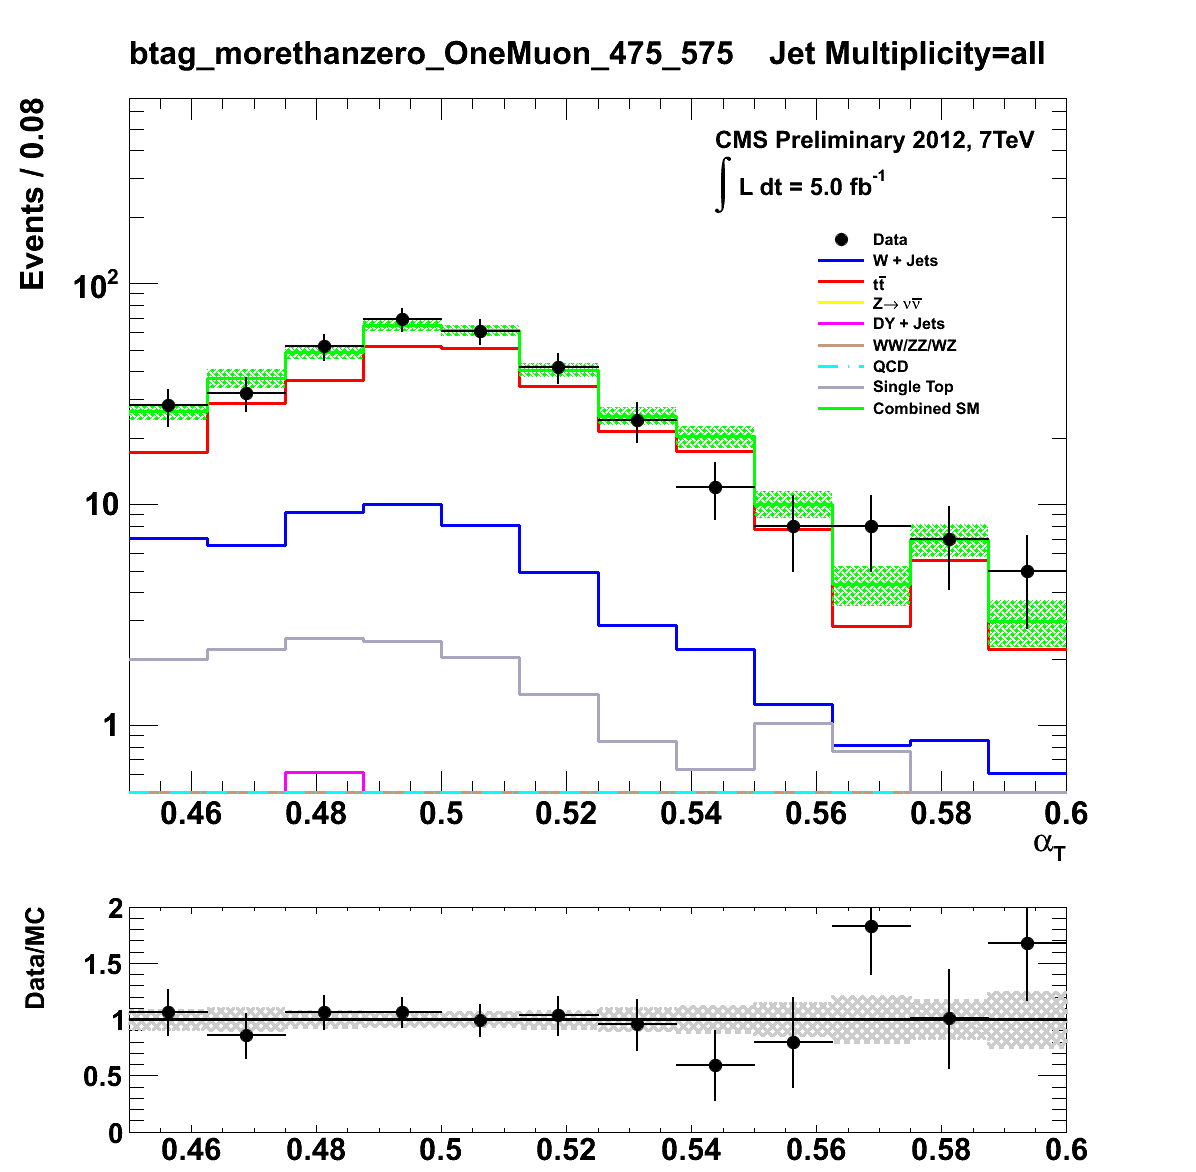 btag_morethanzero_OneMuon_475_575 Jet Multiplicity=all
Events / 0.08
CMS Preliminary 2012, 7TeV
∫ L dt = 5.0 fb⁻¹
Data
W + Jets
tt̅
Z→ νν̅
DY + Jets
WW/ZZ/WZ
QCD
Single Top
Combined SM
10²
10
1
0.46 0.48 0.5 0.52 0.54 0.56 0.58 0.6
α_T
Data/MC
2
1.5
1
0.5
0
0.46 0.48 0.5 0.52 0.54 0.56 0.58 0.6